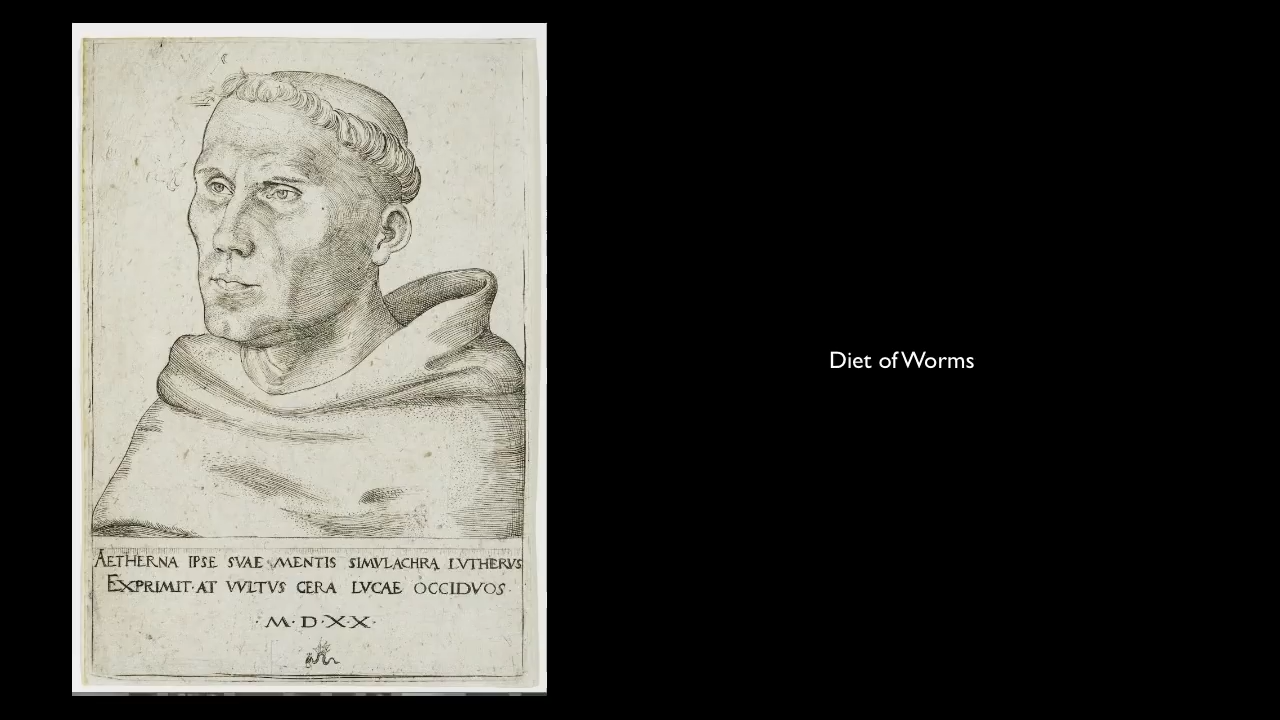 AETHERNA IPSE SVAE MENTIS SIMVLACHRA LVTHERVS
EXPRIMIT·AT VVLTVS CERA LVCAE OCCIDVOS·
·M·D·X·X·
Diet of Worms